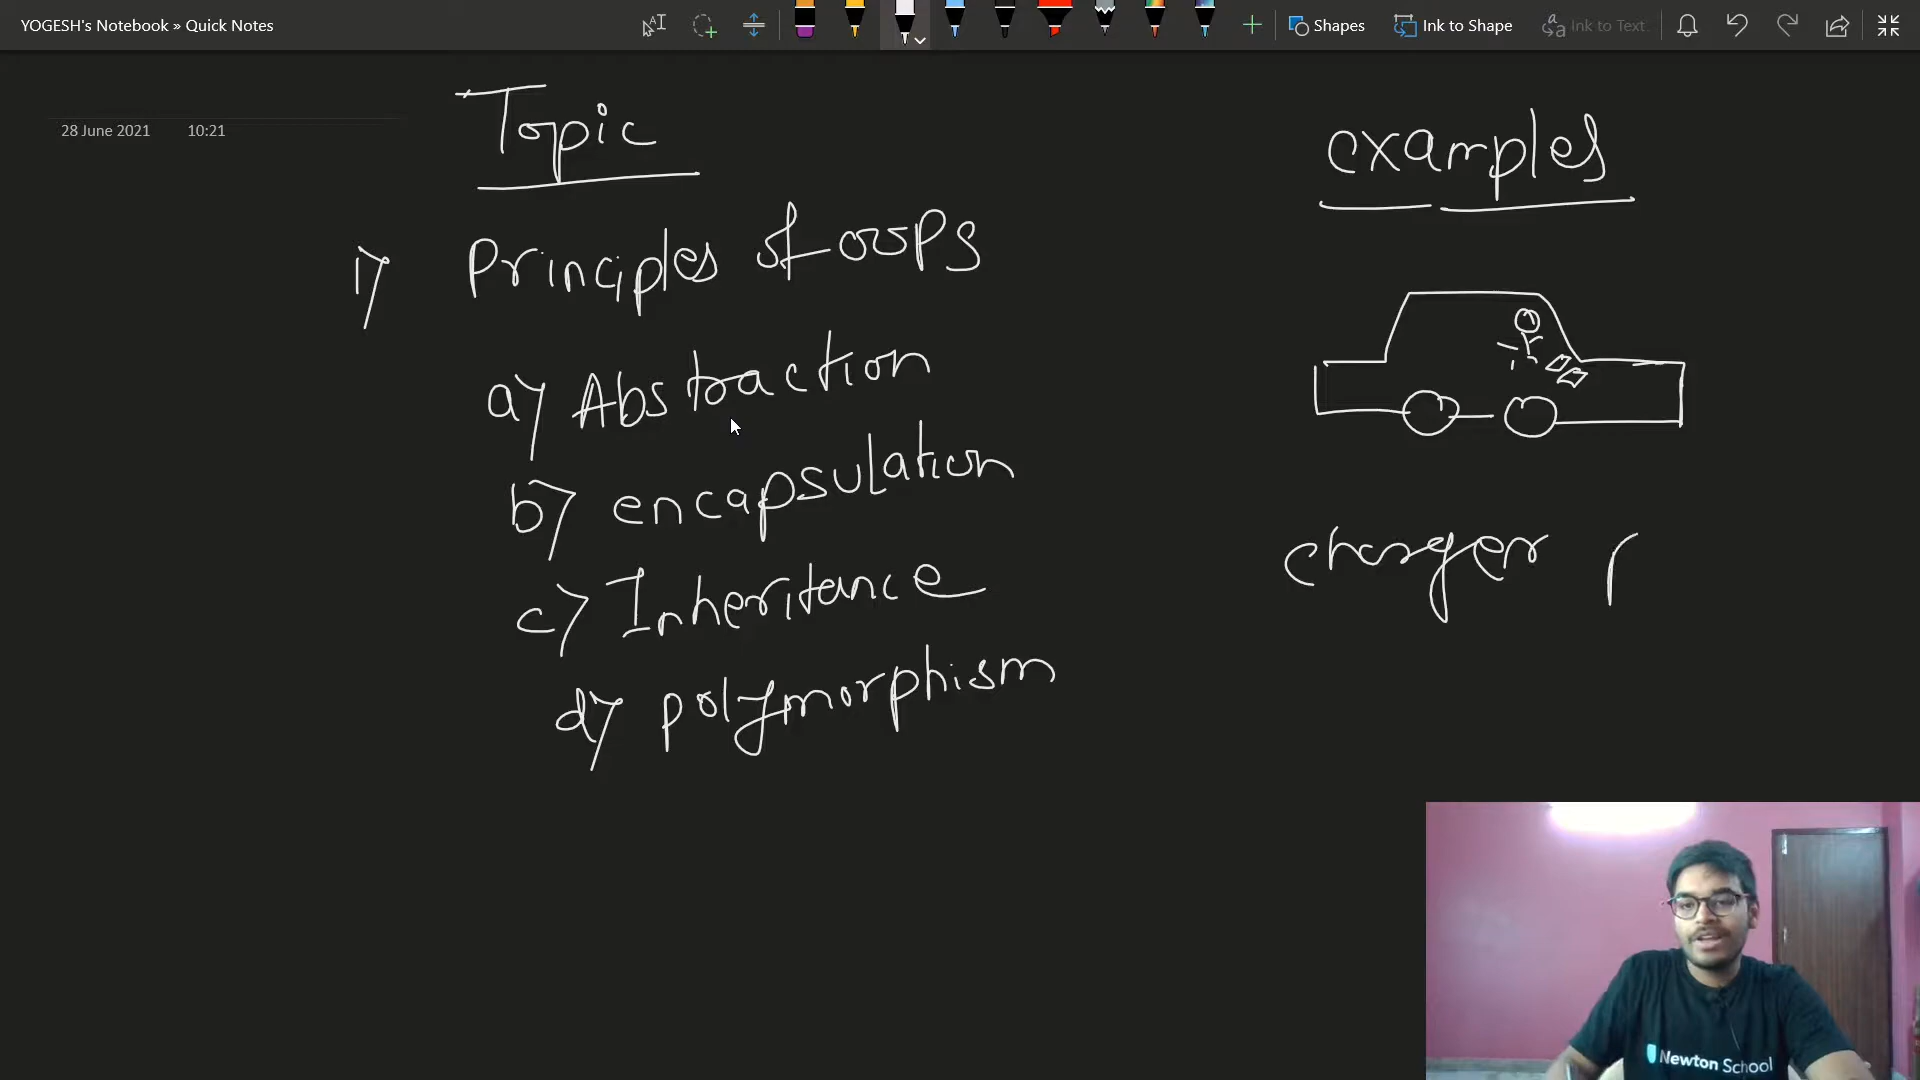 YOGESH's Notebook » Quick Notes
Shapes
Ink to Shape
Ink to Text
28 June 2021 10:21
Topic
examples
1) Principles of oops
a) Abstraction
b) encapsulation
c) Inheritance
d) polymorphism
charger (
Newton School